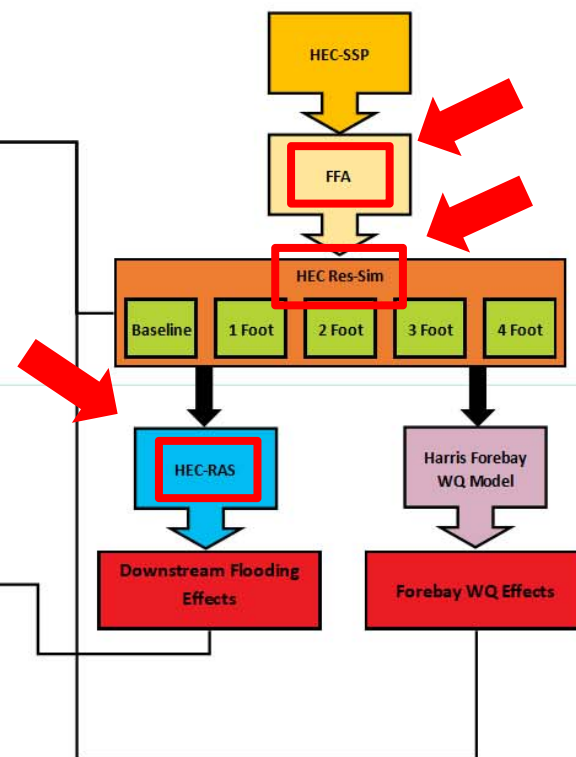 HEC-SSP
FFA
HEC Res-Sim
Baseline
1 Foot
2 Foot
3 Foot
4 Foot
HEC-RAS
Harris Forebay
WQ Model
Downstream Flooding
Effects
Forebay WQ Effects